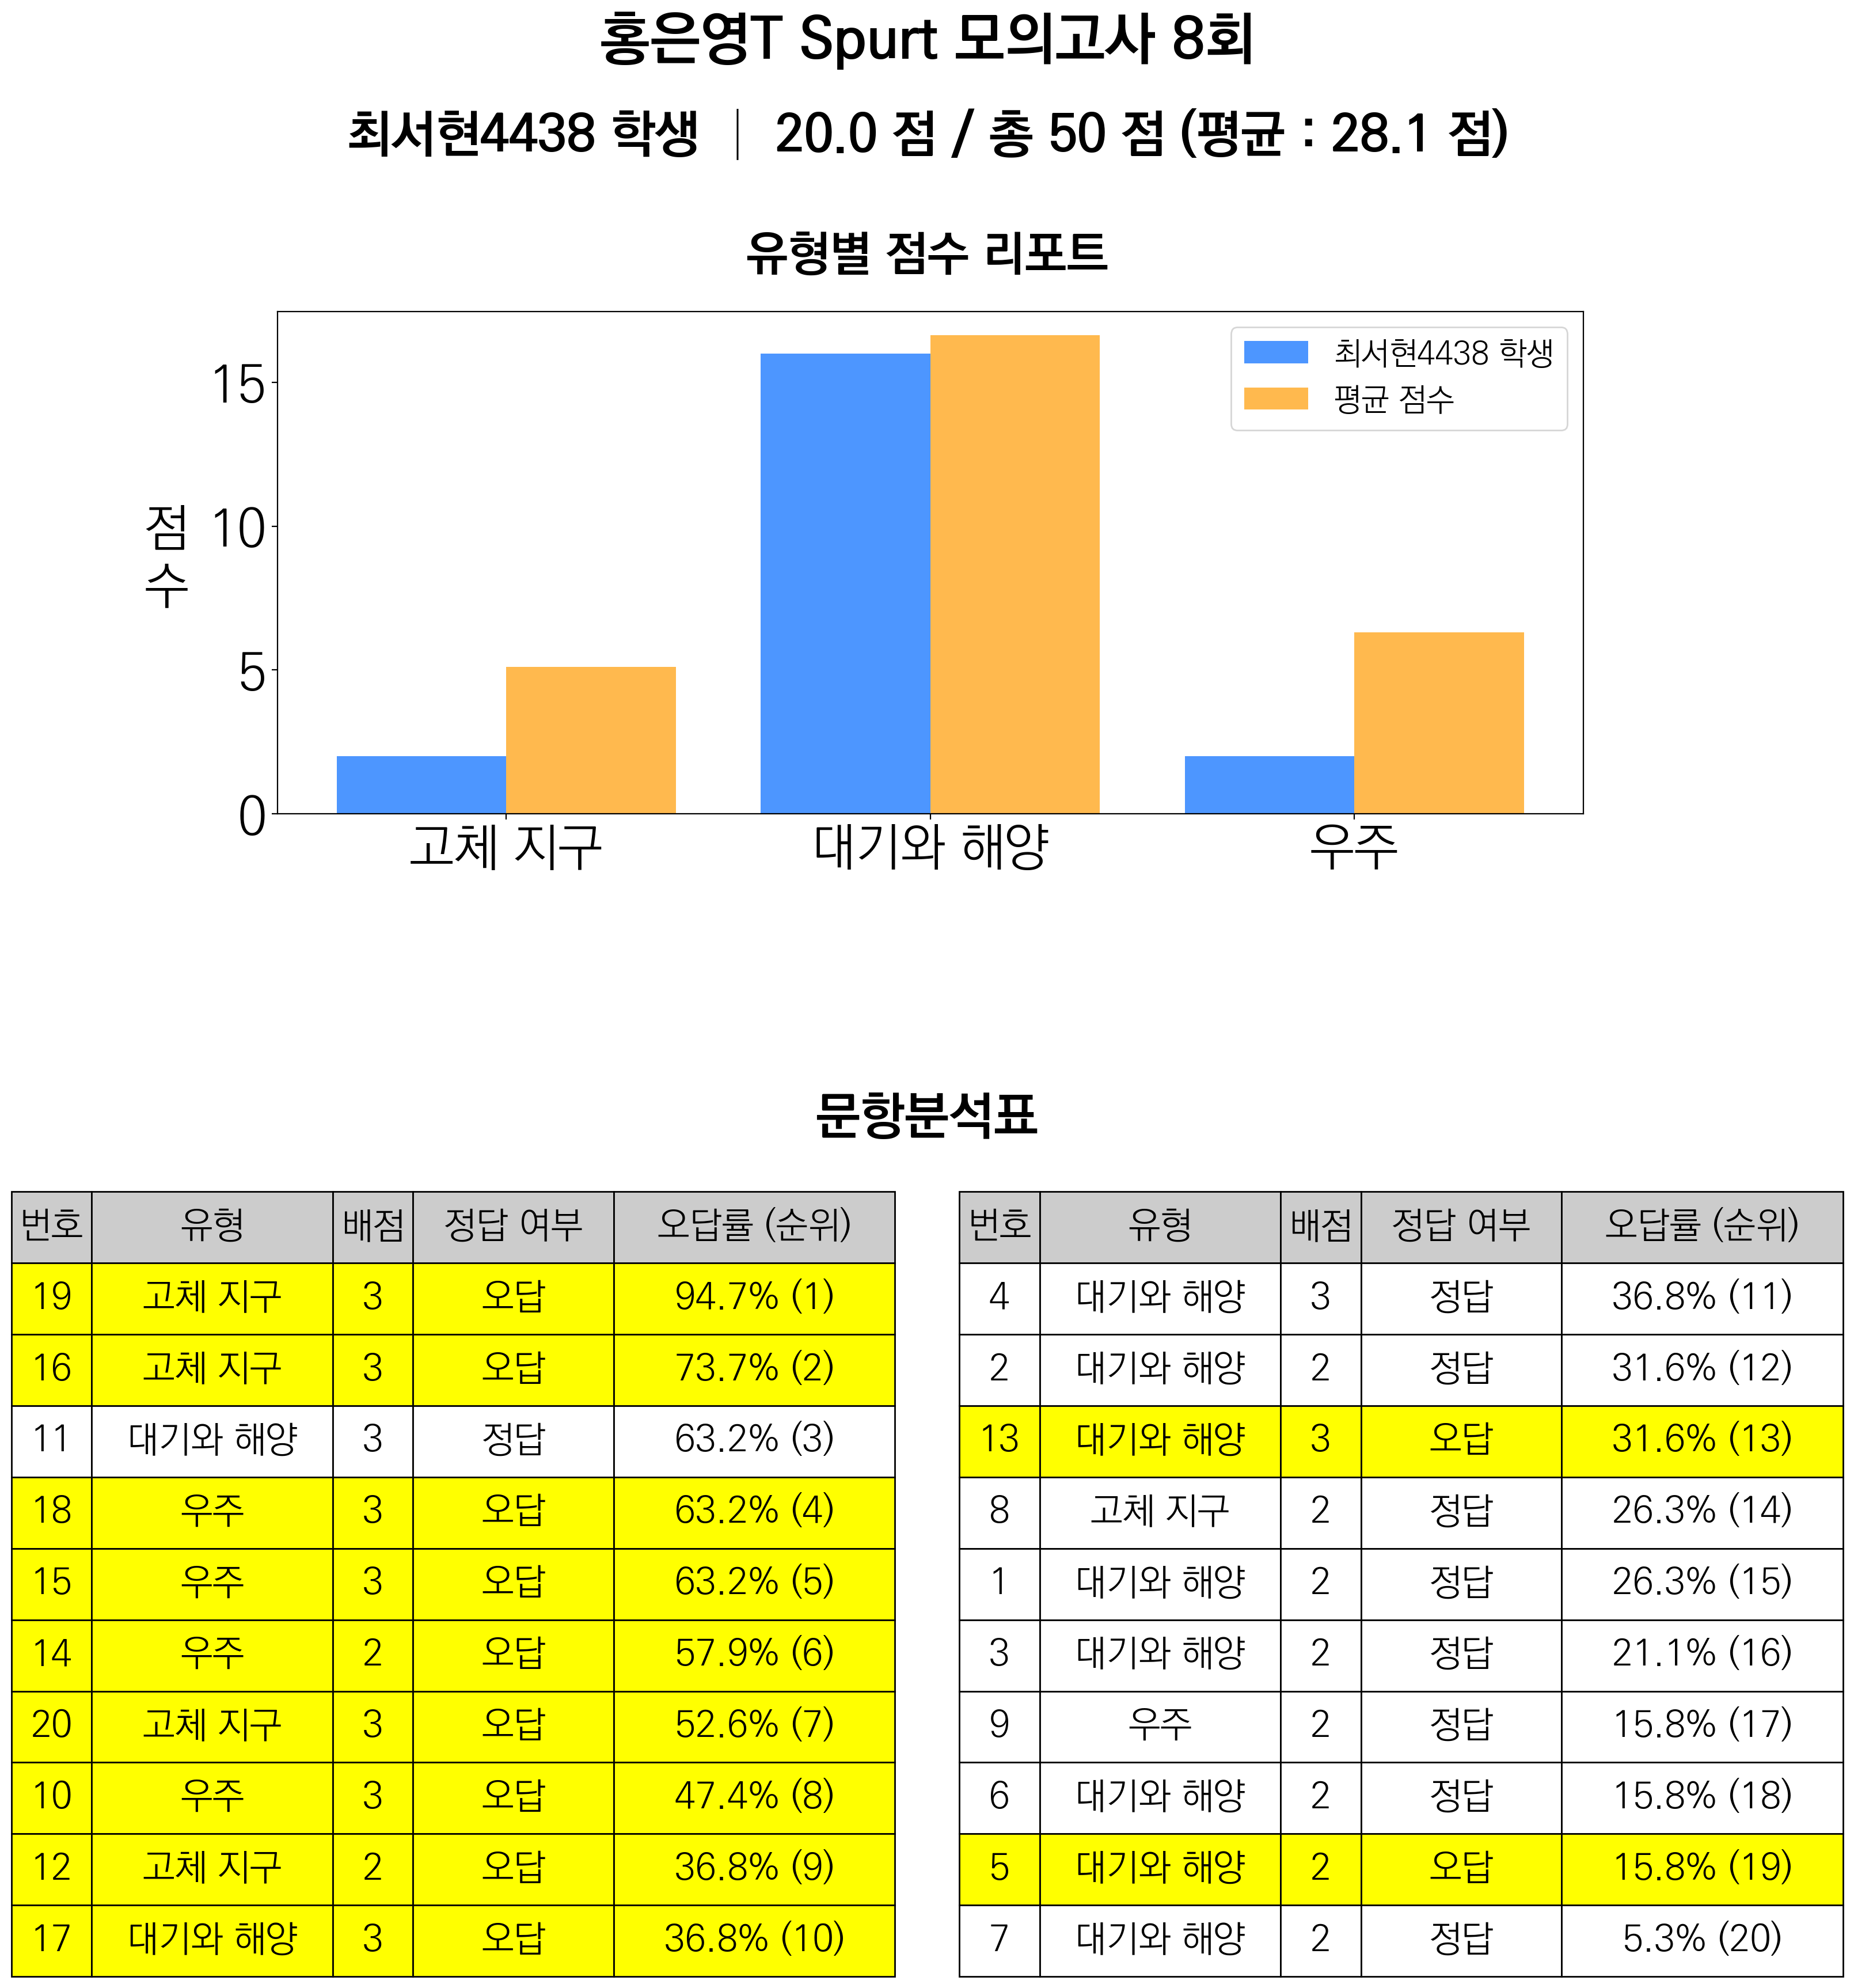 홍은영T Spurt 모의고사 8회
최서현4438 학생 │ 20.0 점 / 총 50 점 (평균 : 28.1 점)
유형별 점수 리포트
최서현4438 학생
평균 점수
점수
15
10
5
0
고체 지구 대기와 해양 우주
문항분석표
번호 유형 배점 정답 여부 오답률 (순위)
19 고체 지구 3 오답 94.7% (1)
16 고체 지구 3 오답 73.7% (2)
11 대기와 해양 3 정답 63.2% (3)
18 우주 3 오답 63.2% (4)
15 우주 3 오답 63.2% (5)
14 우주 2 오답 57.9% (6)
20 고체 지구 3 오답 52.6% (7)
10 우주 3 오답 47.4% (8)
12 고체 지구 2 오답 36.8% (9)
17 대기와 해양 3 오답 36.8% (10)
번호 유형 배점 정답 여부 오답률 (순위)
4 대기와 해양 3 정답 36.8% (11)
2 대기와 해양 2 정답 31.6% (12)
13 대기와 해양 3 오답 31.6% (13)
8 고체 지구 2 정답 26.3% (14)
1 대기와 해양 2 정답 26.3% (15)
3 대기와 해양 2 정답 21.1% (16)
9 우주 2 정답 15.8% (17)
6 대기와 해양 2 정답 15.8% (18)
5 대기와 해양 2 오답 15.8% (19)
7 대기와 해양 2 정답 5.3% (20)